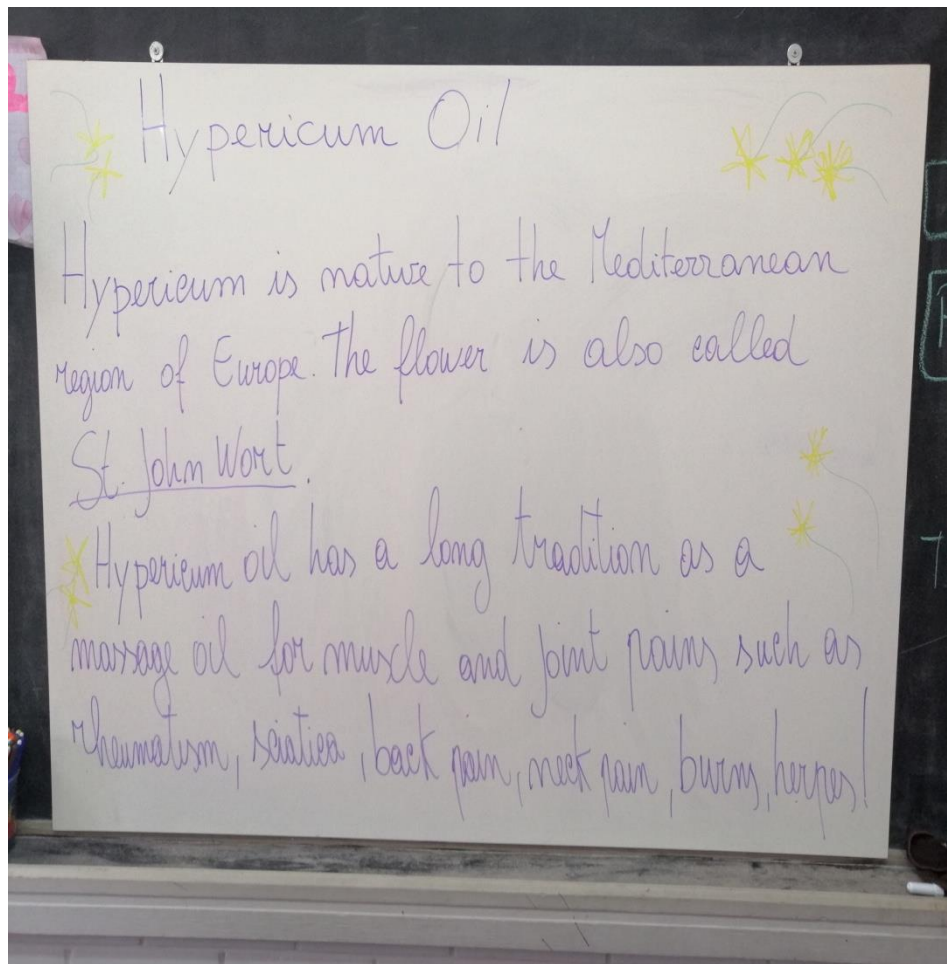 Hypericum Oil
Hypericum is native to the Mediterranean
region of Europe. The flower is also called
St. John Wort.
Hypericum oil has a long tradition as a
massage oil for muscle and joint pains such as
rheumatism, sciatica, back pain, neck pain, burns, herpes!